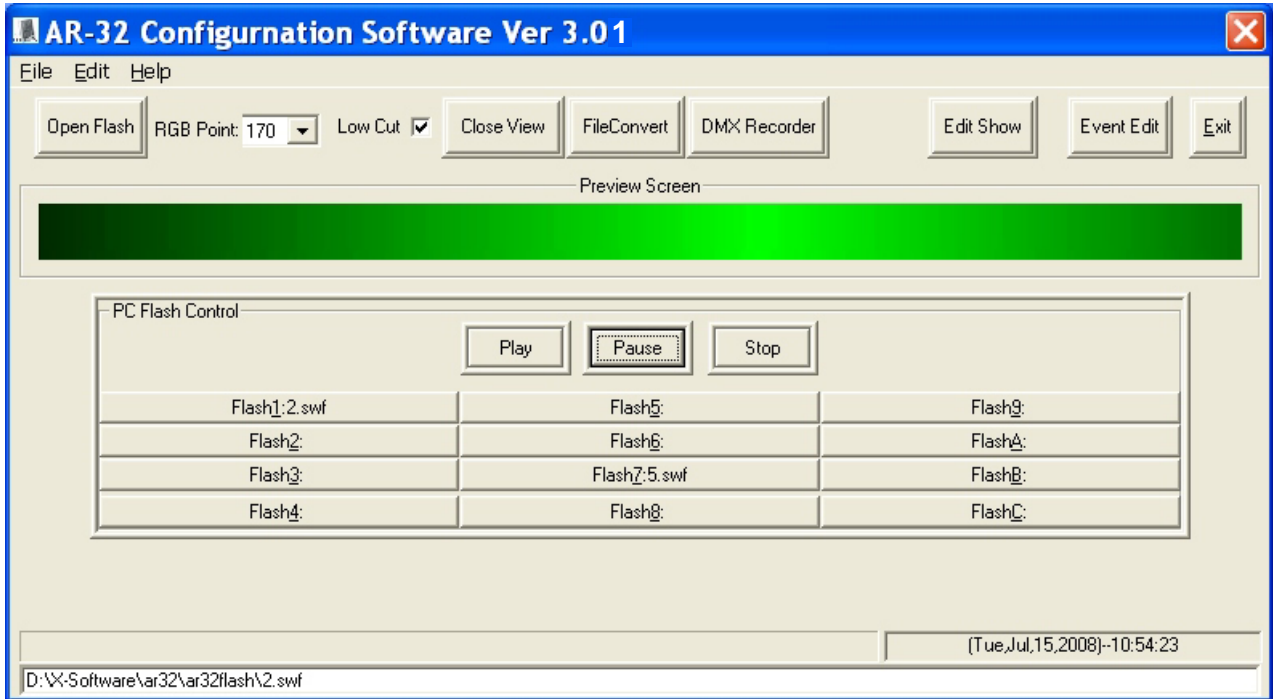 AR-32 Configurnation Software Ver 3.01
File Edit Help
Open Flash RGB Point: 170 Low Cut Close View FileConvert DMX Recorder Edit Show Event Edit Exit
Preview Screen
PC Flash Control
Play Pause Stop
Flash1:2.swf Flash5: Flash9:
Flash2: Flash6: FlashA:
Flash3: Flash7:5.swf FlashB:
Flash4: Flash8: FlashC:
(Tue,Jul,15,2008)--10:54:23
D:\X-Software\ar32\ar32flash\2.swf